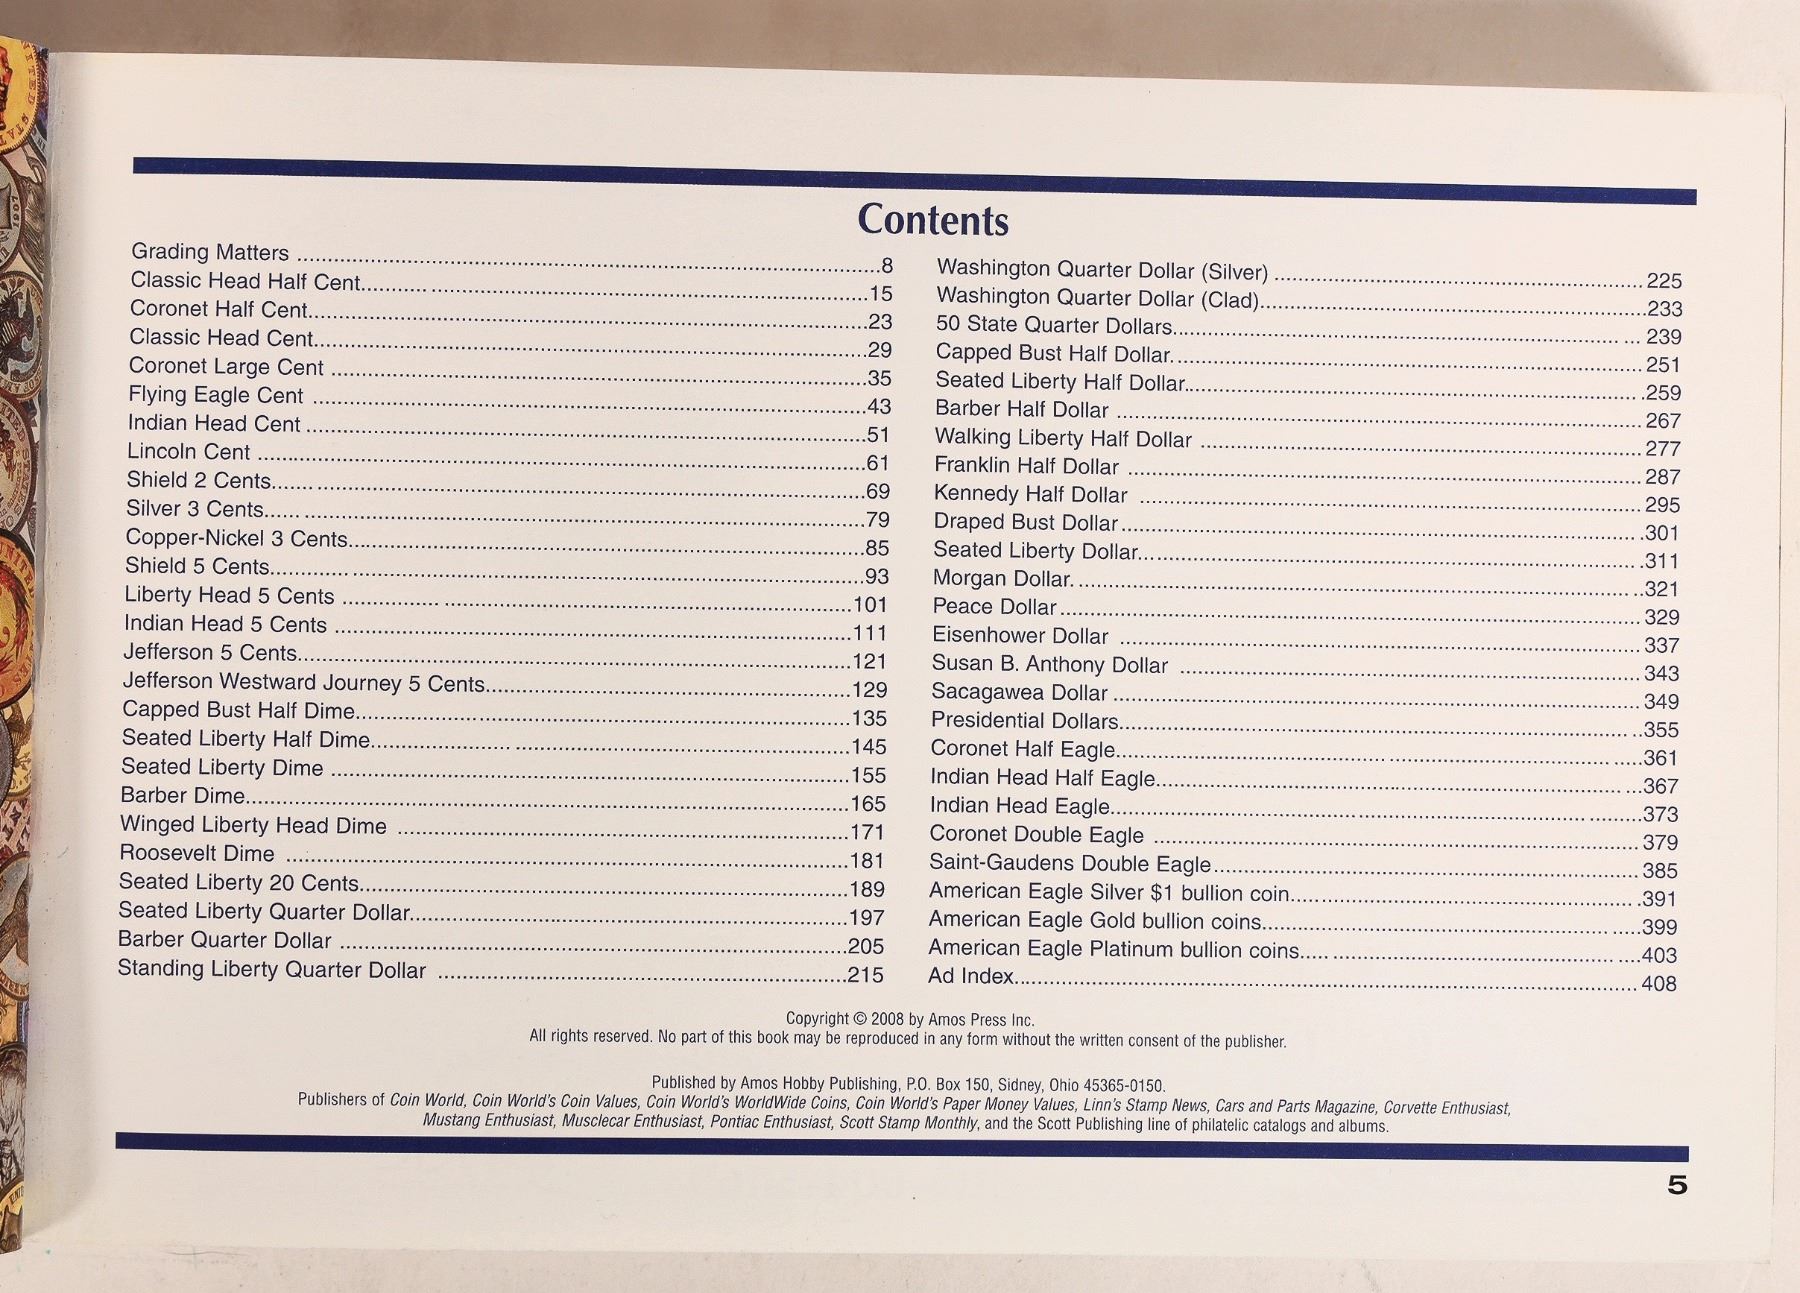 Contents
Grading Matters ........ 8
Classic Head Half Cent ........ 15
Coronet Half Cent ........ 23
Classic Head Cent ........ 29
Coronet Large Cent ........ 35
Flying Eagle Cent ........ 43
Indian Head Cent ........ 51
Lincoln Cent ........ 61
Shield 2 Cents ........ 69
Silver 3 Cents ........ 79
Copper-Nickel 3 Cents ........ 85
Shield 5 Cents ........ 93
Liberty Head 5 Cents ........ 101
Indian Head 5 Cents ........ 111
Jefferson 5 Cents ........ 121
Jefferson Westward Journey 5 Cents ........ 129
Capped Bust Half Dime ........ 135
Seated Liberty Half Dime ........ 145
Seated Liberty Dime ........ 155
Barber Dime ........ 165
Winged Liberty Head Dime ........ 171
Roosevelt Dime ........ 181
Seated Liberty 20 Cents ........ 189
Seated Liberty Quarter Dollar ........ 197
Barber Quarter Dollar ........ 205
Standing Liberty Quarter Dollar ........ 215
Washington Quarter Dollar (Silver) ........ 225
Washington Quarter Dollar (Clad) ........ 233
50 State Quarter Dollars ........ 239
Capped Bust Half Dollar ........ 251
Seated Liberty Half Dollar ........ 259
Barber Half Dollar ........ 267
Walking Liberty Half Dollar ........ 277
Franklin Half Dollar ........ 287
Kennedy Half Dollar ........ 295
Draped Bust Dollar ........ 301
Seated Liberty Dollar ........ 311
Morgan Dollar ........ 321
Peace Dollar ........ 329
Eisenhower Dollar ........ 337
Susan B. Anthony Dollar ........ 343
Sacagawea Dollar ........ 349
Presidential Dollars ........ 355
Coronet Half Eagle ........ 361
Indian Head Half Eagle ........ 367
Indian Head Eagle ........ 373
Coronet Double Eagle ........ 379
Saint-Gaudens Double Eagle ........ 385
American Eagle Silver $1 bullion coin ........ 391
American Eagle Gold bullion coins ........ 399
American Eagle Platinum bullion coins ........ 403
Ad Index ........ 408
Copyright © 2008 by Amos Press Inc.
All rights reserved. No part of this book may be reproduced in any form without the written consent of the publisher.
Published by Amos Hobby Publishing, P.O. Box 150, Sidney, Ohio 45365-0150.
Publishers of Coin World, Coin World's Coin Values, Coin World's WorldWide Coins, Coin World's Paper Money Values, Linn's Stamp News, Cars and Parts Magazine, Corvette Enthusiast,
Mustang Enthusiast, Musclecar Enthusiast, Pontiac Enthusiast, Scott Stamp Monthly, and the Scott Publishing line of philatelic catalogs and albums.
5